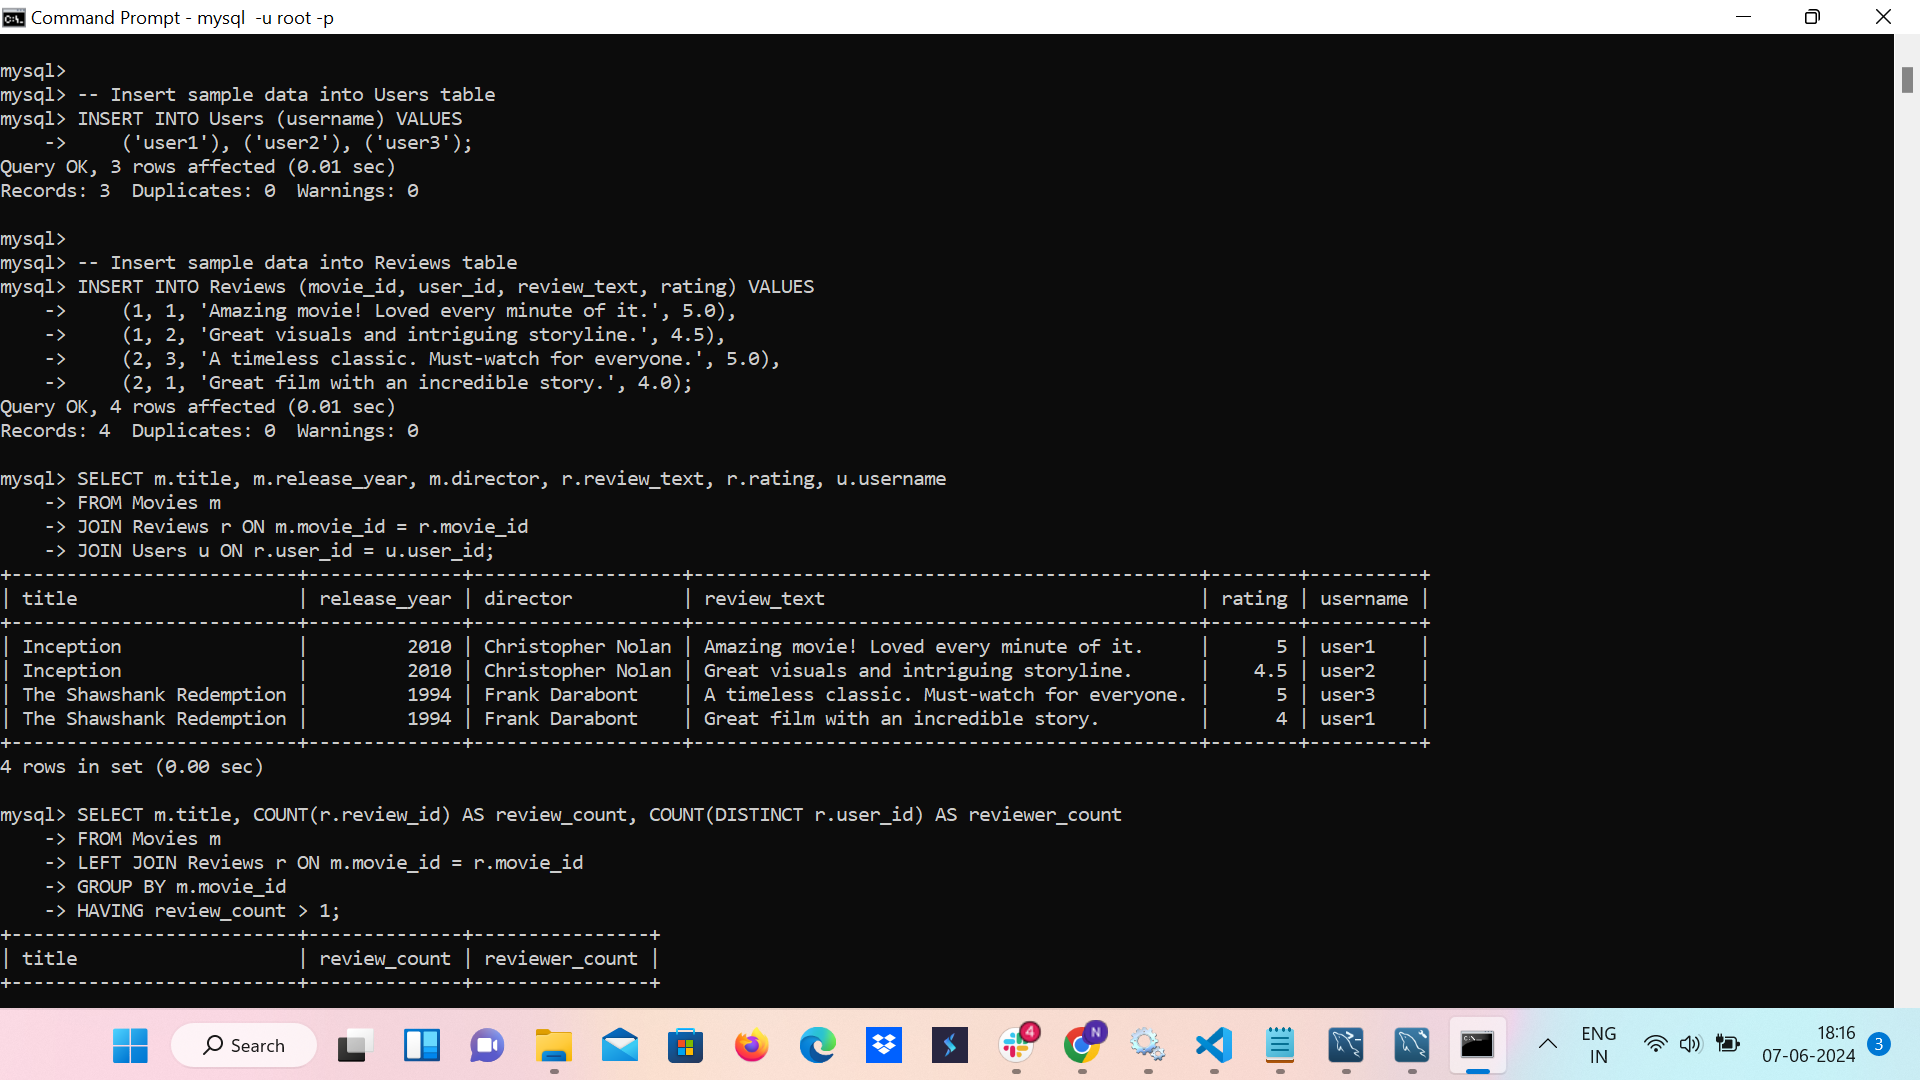 Command Prompt - mysql  -u root -p
mysql>
mysql> -- Insert sample data into Users table
mysql> INSERT INTO Users (username) VALUES
    ->     ('user1'), ('user2'), ('user3');
Query OK, 3 rows affected (0.01 sec)
Records: 3  Duplicates: 0  Warnings: 0
mysql>
mysql> -- Insert sample data into Reviews table
mysql> INSERT INTO Reviews (movie_id, user_id, review_text, rating) VALUES
    ->     (1, 1, 'Amazing movie! Loved every minute of it.', 5.0),
    ->     (1, 2, 'Great visuals and intriguing storyline.', 4.5),
    ->     (2, 3, 'A timeless classic. Must-watch for everyone.', 5.0),
    ->     (2, 1, 'Great film with an incredible story.', 4.0);
Query OK, 4 rows affected (0.01 sec)
Records: 4  Duplicates: 0  Warnings: 0
mysql> SELECT m.title, m.release_year, m.director, r.review_text, r.rating, u.username
    -> FROM Movies m
    -> JOIN Reviews r ON m.movie_id = r.movie_id
    -> JOIN Users u ON r.user_id = u.user_id;
+--------------------------+--------------+-------------------+----------------------------------------------+--------+----------+
| title                    | release_year | director          | review_text                                  | rating | username |
+--------------------------+--------------+-------------------+----------------------------------------------+--------+----------+
| Inception                |         2010 | Christopher Nolan | Amazing movie! Loved every minute of it.     |      5 | user1    |
| Inception                |         2010 | Christopher Nolan | Great visuals and intriguing storyline.      |    4.5 | user2    |
| The Shawshank Redemption |         1994 | Frank Darabont    | A timeless classic. Must-watch for everyone. |      5 | user3    |
| The Shawshank Redemption |         1994 | Frank Darabont    | Great film with an incredible story.         |      4 | user1    |
+--------------------------+--------------+-------------------+----------------------------------------------+--------+----------+
4 rows in set (0.00 sec)
mysql> SELECT m.title, COUNT(r.review_id) AS review_count, COUNT(DISTINCT r.user_id) AS reviewer_count
    -> FROM Movies m
    -> LEFT JOIN Reviews r ON m.movie_id = r.movie_id
    -> GROUP BY m.movie_id
    -> HAVING review_count > 1;
+--------------------------+--------------+----------------+
| title                    | review_count | reviewer_count |
+--------------------------+--------------+----------------+
Search
4
N
ENG
IN
18:16
07-06-2024
3